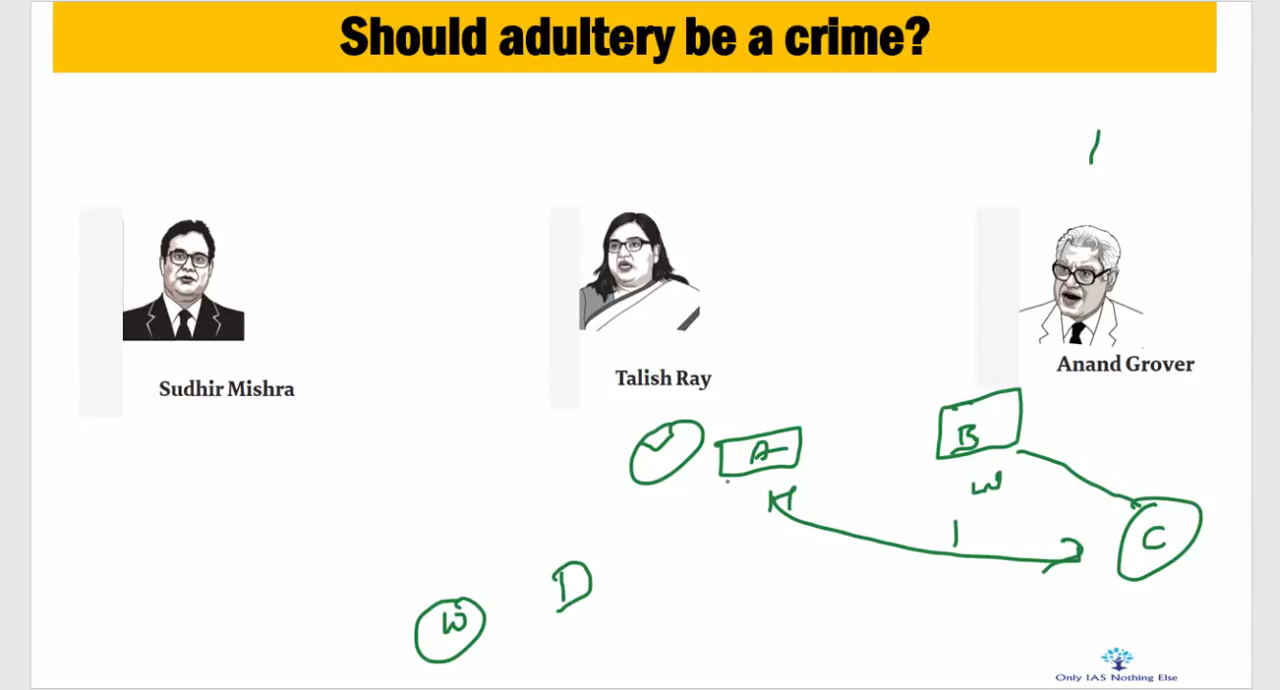 Should adultery be a crime?
Sudhir Mishra
Talish Ray
Anand Grover
A
B
H
W
C
D
W
Only IAS Nothing Else